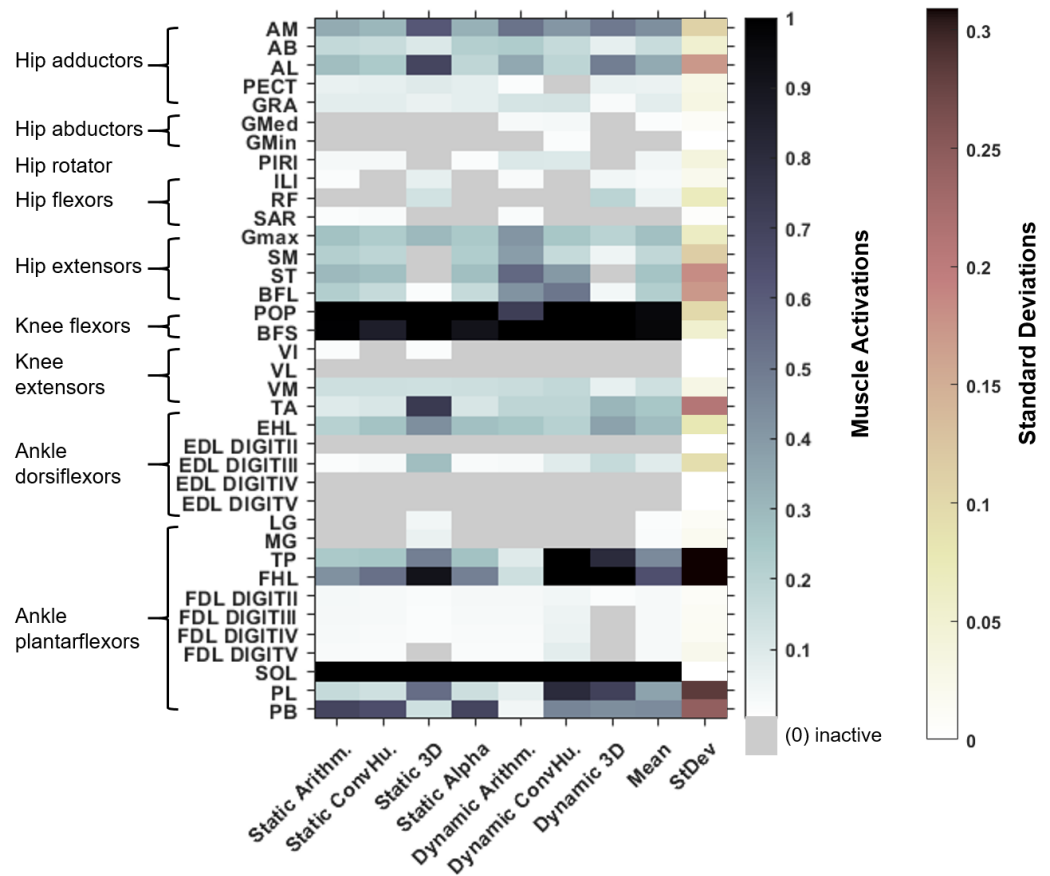 Hip adductors
Hip abductors
Hip rotator
Hip flexors
Hip extensors
Knee flexors
Knee
extensors
Ankle
dorsiflexors
Ankle
plantarflexors
AM
AB
AL
PECT
GRA
GMed
GMin
PIRI
ILI
RF
SAR
Gmax
SM
ST
BFL
POP
BFS
VI
VL
VM
TA
EHL
EDL DIGITII
EDL DIGITIII
EDL DIGITIV
EDL DIGITV
LG
MG
TP
FHL
FDL DIGITII
FDL DIGITIII
FDL DIGITIV
FDL DIGITV
SOL
PL
PB
Static Arithm.
Static ConvHu.
Static 3D
Static Alpha
Dynamic Arithm.
Dynamic ConvHu.
Dynamic 3D
Mean
StDev
1
0.9
0.8
0.7
0.6
0.5
0.4
0.3
0.2
0.1
(0) inactive
Muscle Activations
0.3
0.25
0.2
0.15
0.1
0.05
0
Standard Deviations